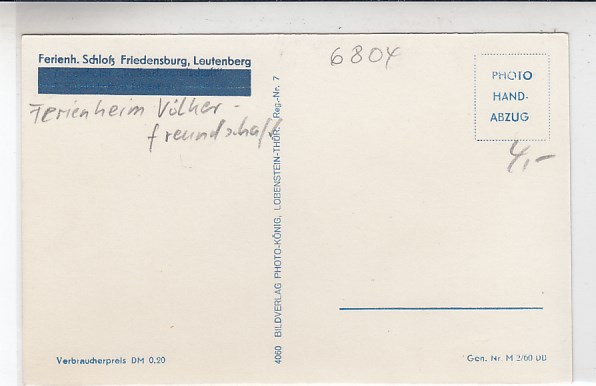 Ferienh. Schloß Friedensburg, Leutenberg
Ferienheim Völker-
freundschaft
6804
PHOTO
HAND-
ABZUG
4,-
4060 BILDVERLAG PHOTO-KÖNIG, LOBENSTEIN-THÜR. Reg.-Nr. 7
Verbraucherpreis DM 0,20
Gen. Nr. M 2/60 DD